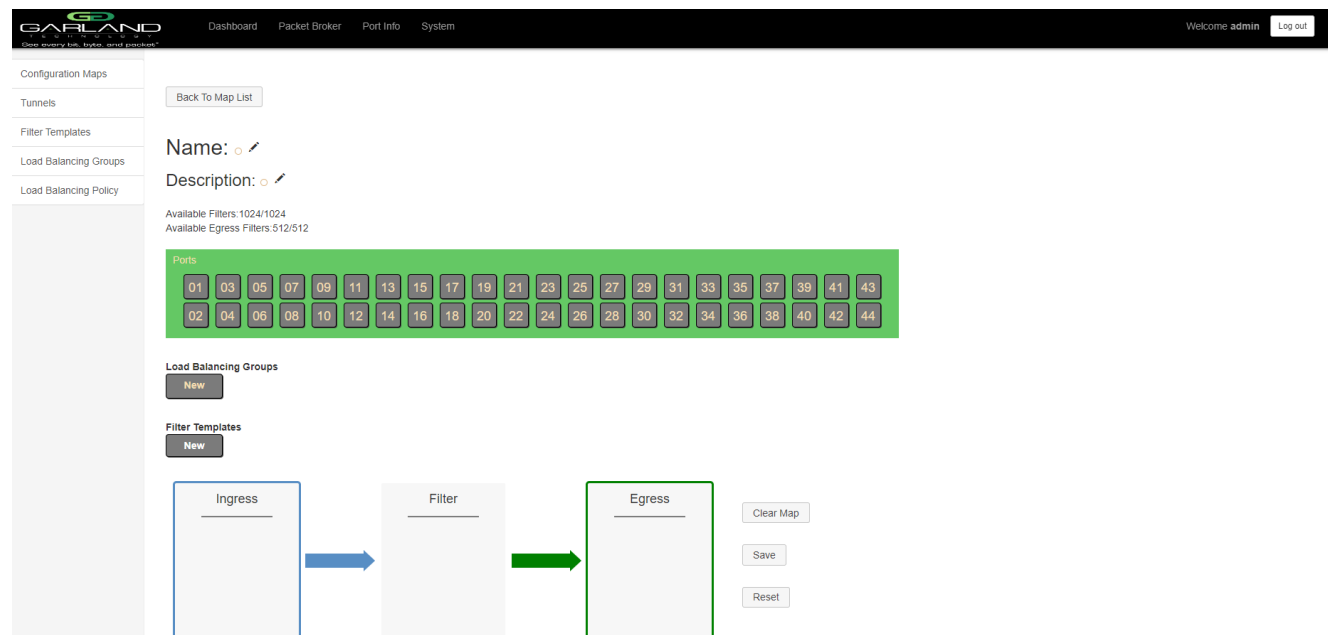 GARLAND
TECHNOLOGY
See every bit, byte, and packet®
Dashboard Packet Broker Port Info System
Welcome admin Log out
Configuration Maps
Tunnels
Filter Templates
Load Balancing Groups
Load Balancing Policy
Back To Map List
Name:
Description:
Available Filters:1024/1024
Available Egress Filters:512/512
Ports
01 03 05 07 09 11 13 15 17 19 21 23 25 27 29 31 33 35 37 39 41 43
02 04 06 08 10 12 14 16 18 20 22 24 26 28 30 32 34 36 38 40 42 44
Load Balancing Groups
New
Filter Templates
New
Ingress Filter Egress
Clear Map
Save
Reset